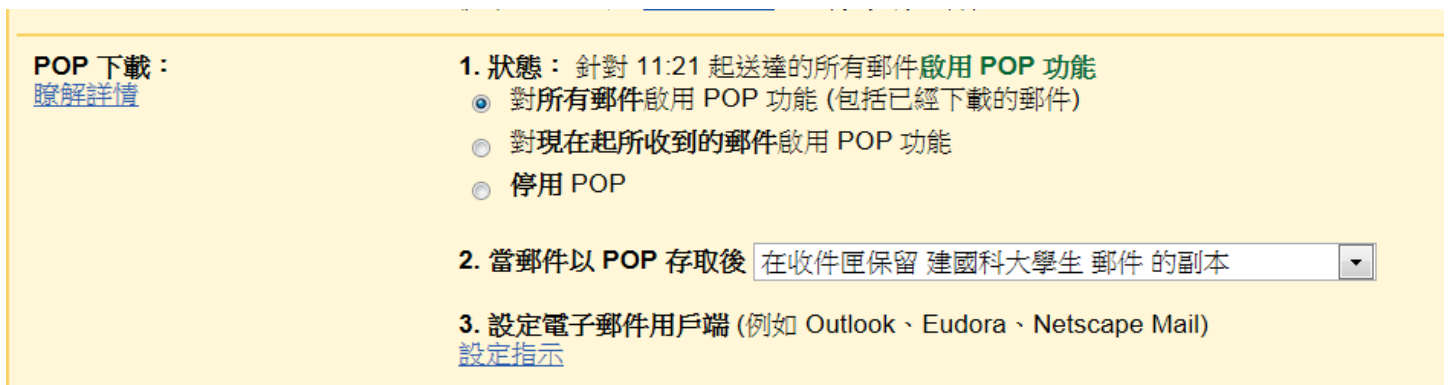 POP 下載：
瞭解詳情
1. 狀態： 針對 11:21 起送達的所有郵件啟用 POP 功能
對所有郵件啟用 POP 功能 (包括已經下載的郵件)
對現在起所收到的郵件啟用 POP 功能
停用 POP
2. 當郵件以 POP 存取後 在收件匣保留 建國科大學生 郵件 的副本
3. 設定電子郵件用戶端 (例如 Outlook、Eudora、Netscape Mail)
設定指示